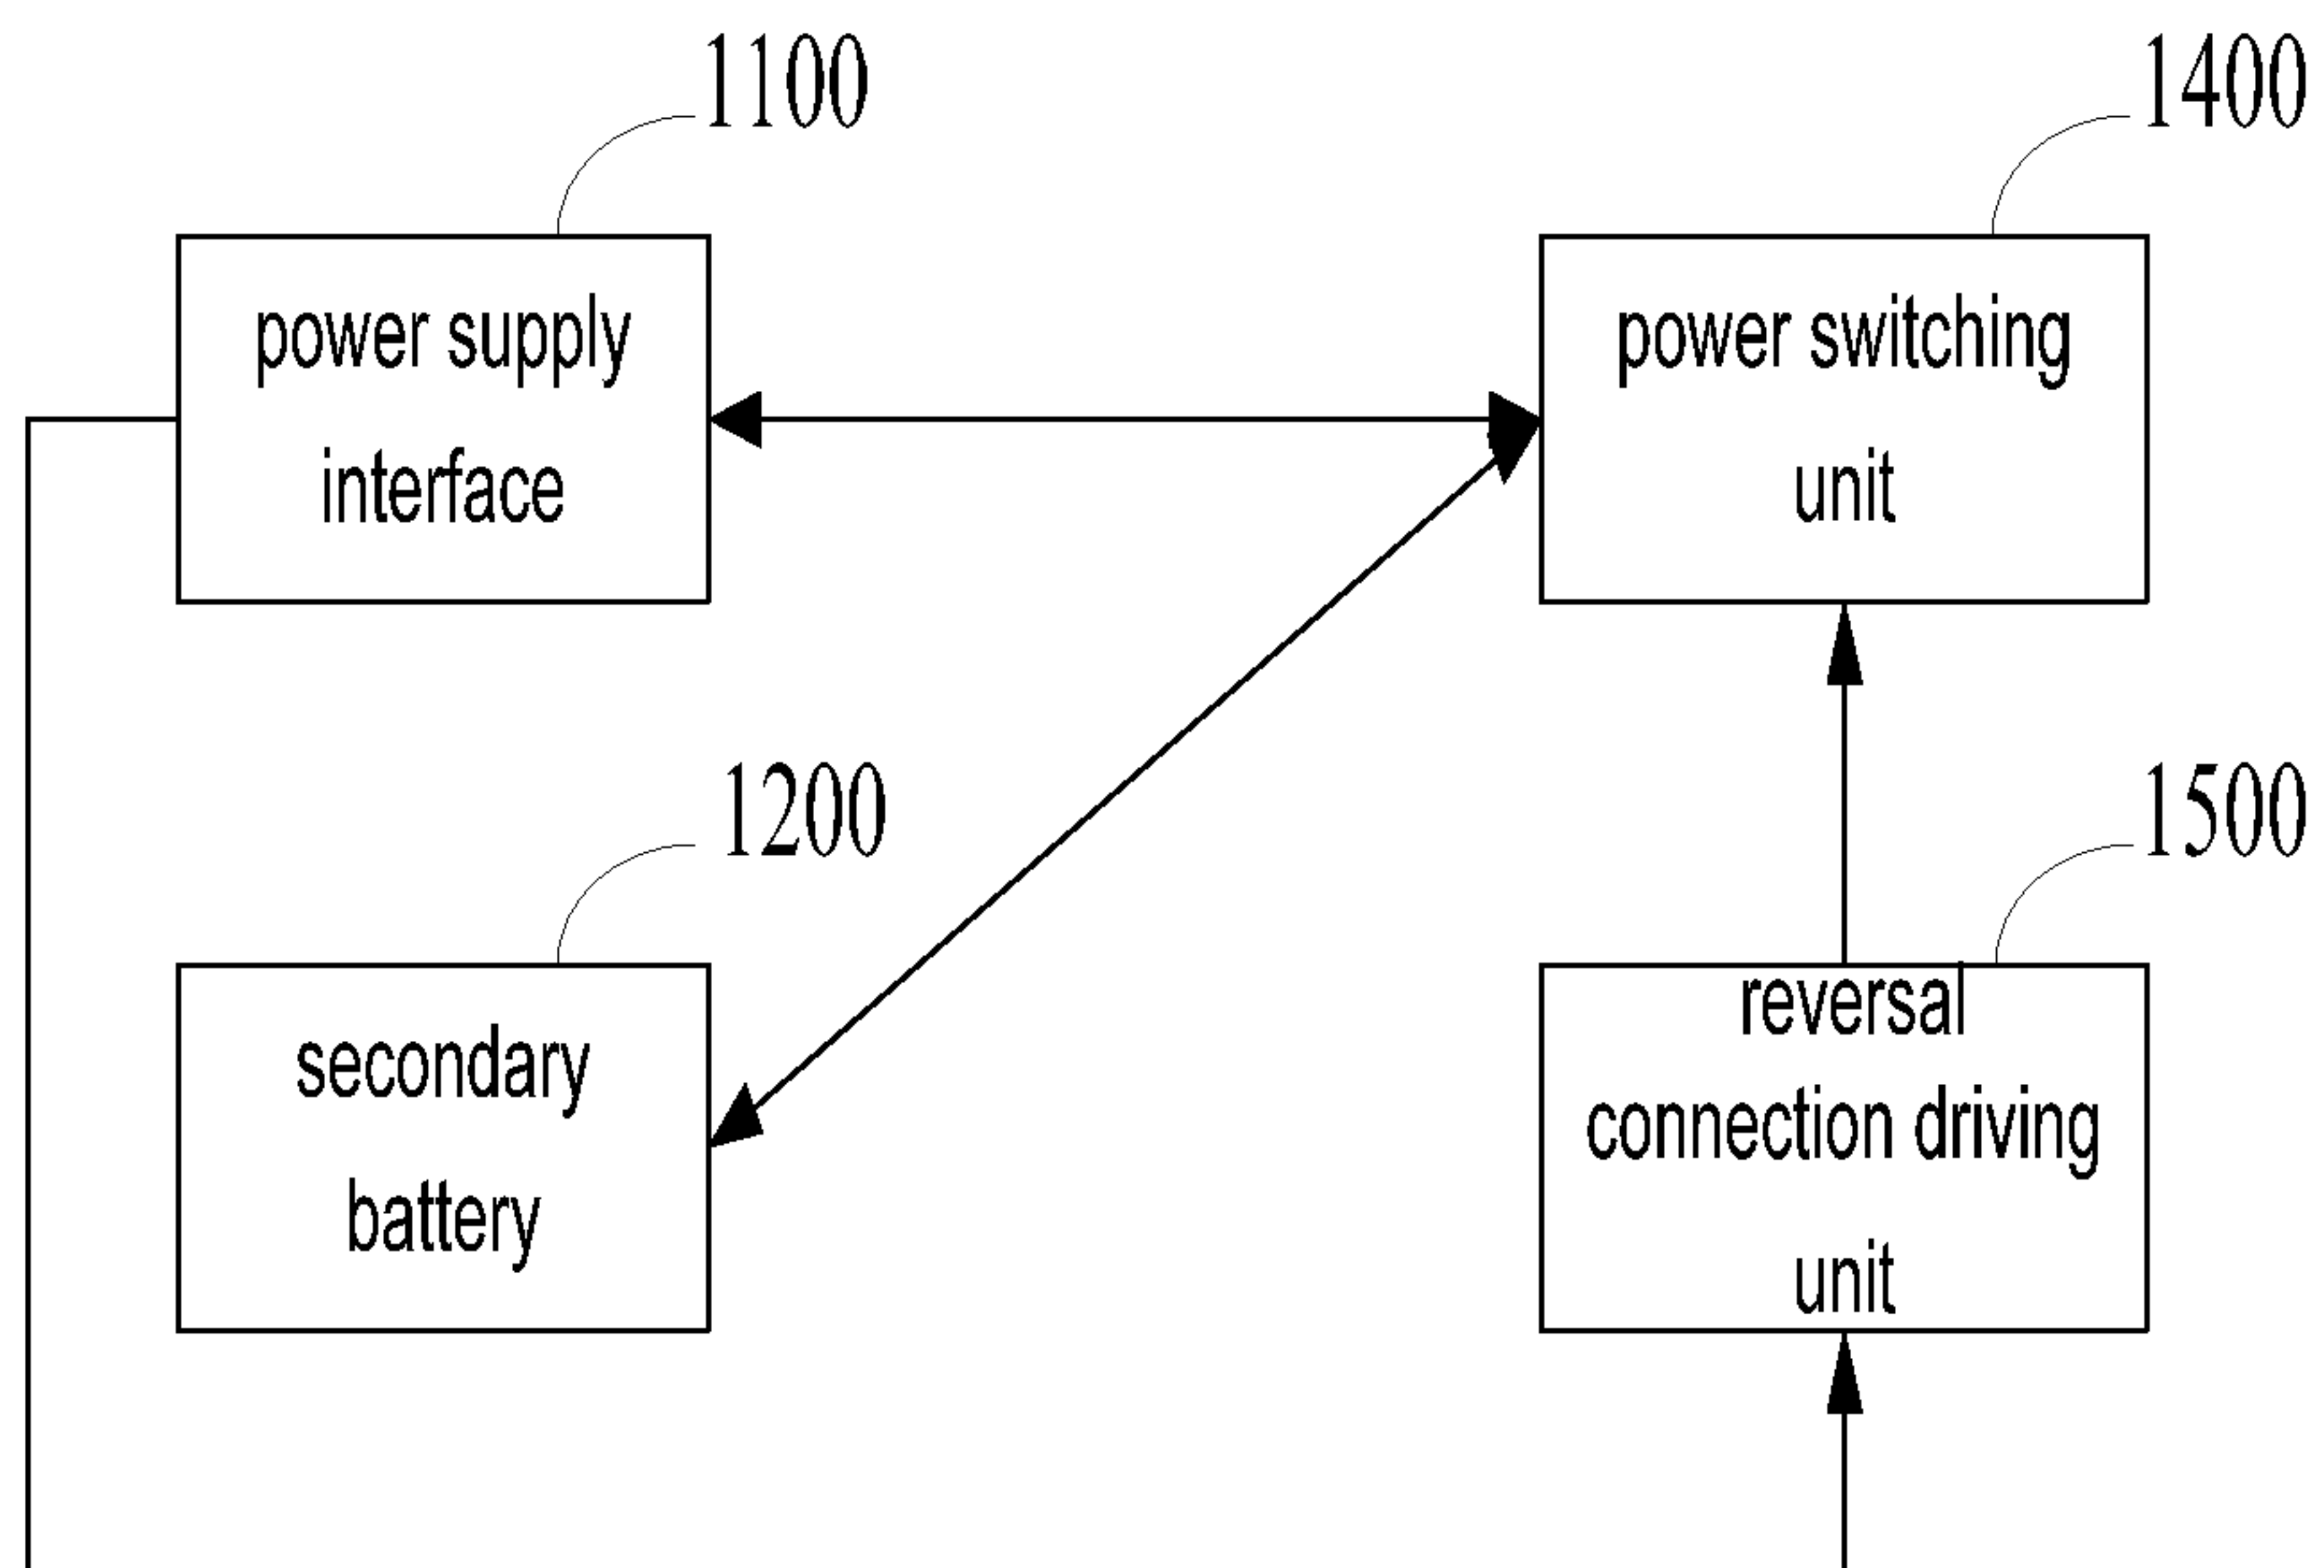 1100
1400
power supply
interface
power switching
unit
1200
1500
secondary
battery
reversal
connection driving
unit